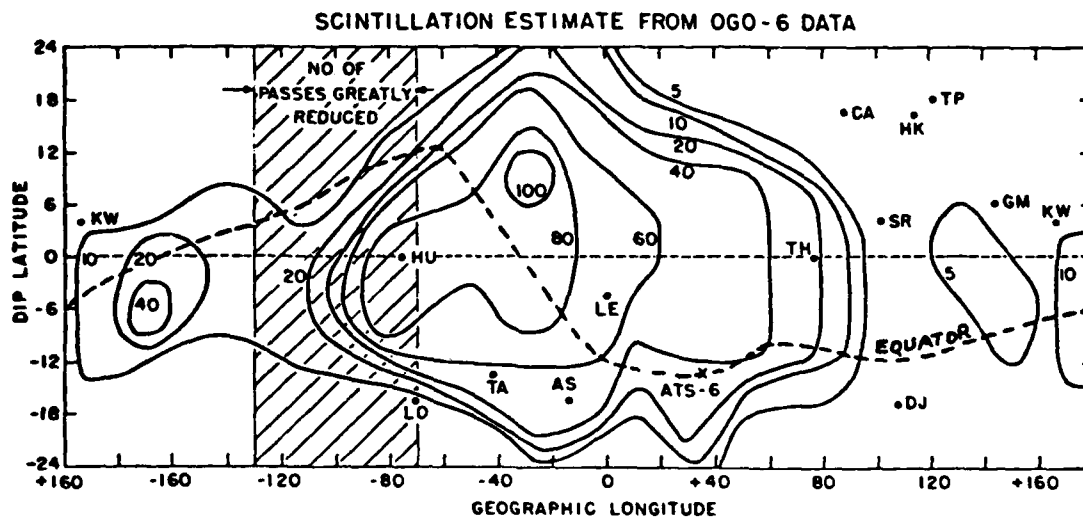 SCINTILLATION ESTIMATE FROM OGO-6 DATA
24
18
12
6
0
-6
-12
-18
-24
DIP LATITUDE
NO OF
PASSES GREATLY
REDUCED
5
10
20
40
CA
TP
HK
KW
100
80
60
SR
GM
KW
10
20
40
20
HU
TH
5
10
LE
EQUATOR
TA
AS
ATS-6
LO
DJ
+160
-160
-120
-80
-40
0
+40
80
120
+160
GEOGRAPHIC LONGITUDE